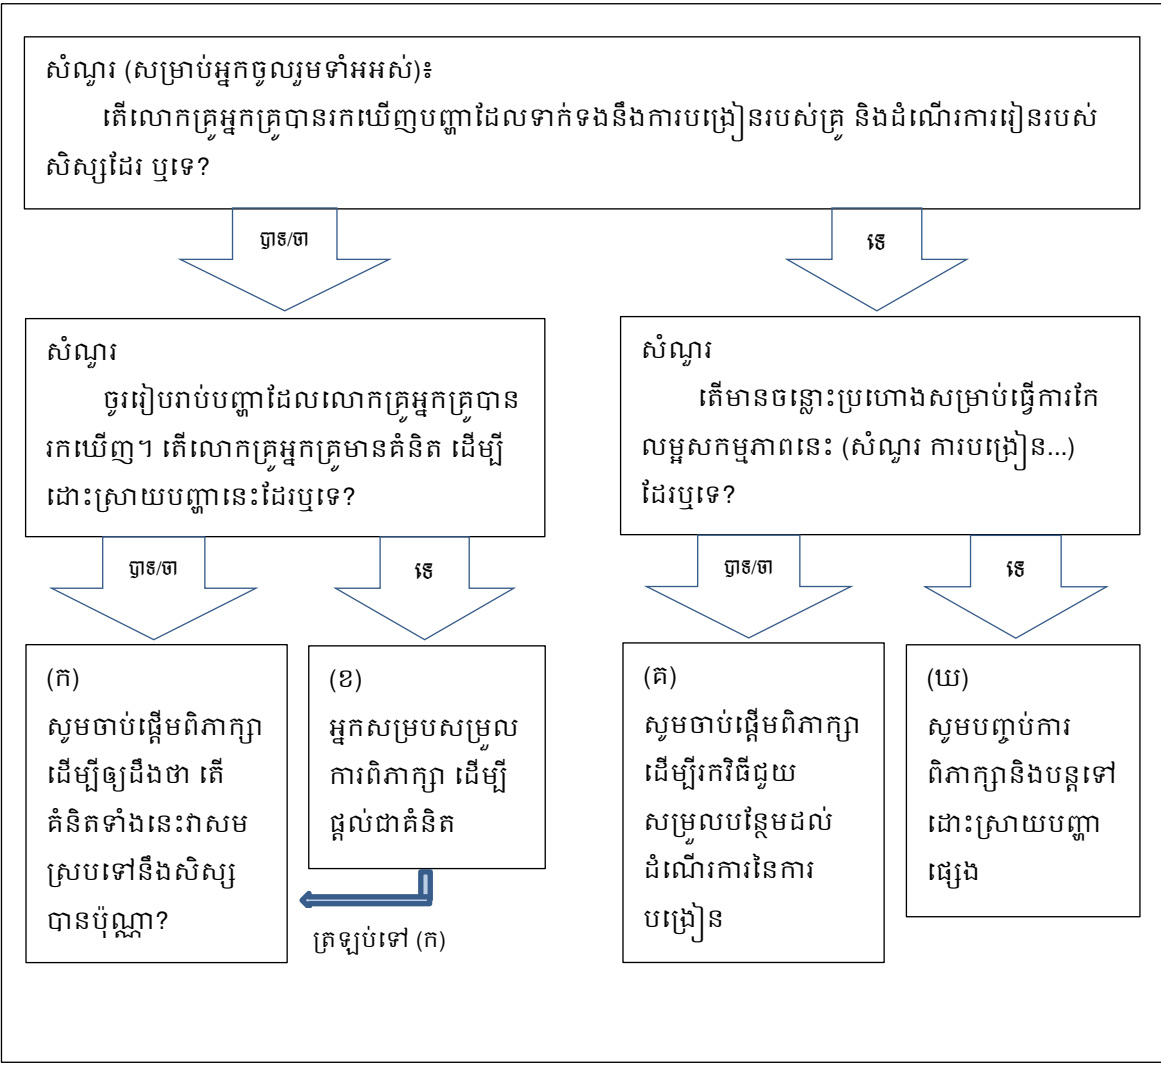 សំណួរ (សម្រាប់អ្នកចូលរួមទាំអអស់)៖
តើលោកគ្រូអ្នកគ្រូបានរកឃើញបញ្ហាដែលទាក់ទងនឹងការបង្រៀនរបស់គ្រូ និងដំណើរការរៀនរបស់
សិស្សដែរ ឬទេ?
បាទ/ចា
ទេ
សំណួរ
ចូររៀបរាប់បញ្ហាដែលលោកគ្រូអ្នកគ្រូបាន
រកឃើញ។ តើលោកគ្រូអ្នកគ្រូមានគំនិត ដើម្បី
ដោះស្រាយបញ្ហានេះដែរឬទេ?
សំណួរ
តើមានចន្លោះប្រហោងសម្រាប់ធ្វើការកែ
លម្អសកម្មភាពនេះ (សំណួរ ការបង្រៀន...)
ដែរឬទេ?
បាទ/ចា
ទេ
បាទ/ចា
ទេ
(ក)
សូមចាប់ផ្តើមពិភាក្សា
ដើម្បីឲ្យដឹងថា តើ
គំនិតទាំងនេះវាសម
ស្របទៅនឹងសិស្ស
បានប៉ុណ្ណា?
(ខ)
អ្នកសម្របសម្រួល
ការពិភាក្សា ដើម្បី
ផ្តល់ជាគំនិត
ត្រឡប់ទៅ (ក)
(គ)
សូមចាប់ផ្តើមពិភាក្សា
ដើម្បីរកវិធីជួយ
សម្រួលបន្ថែមដល់
ដំណើរការនៃការ
បង្រៀន
(ឃ)
សូមបញ្ចប់ការ
ពិភាក្សានិងបន្តទៅ
ដោះស្រាយបញ្ហា
ផ្សេង